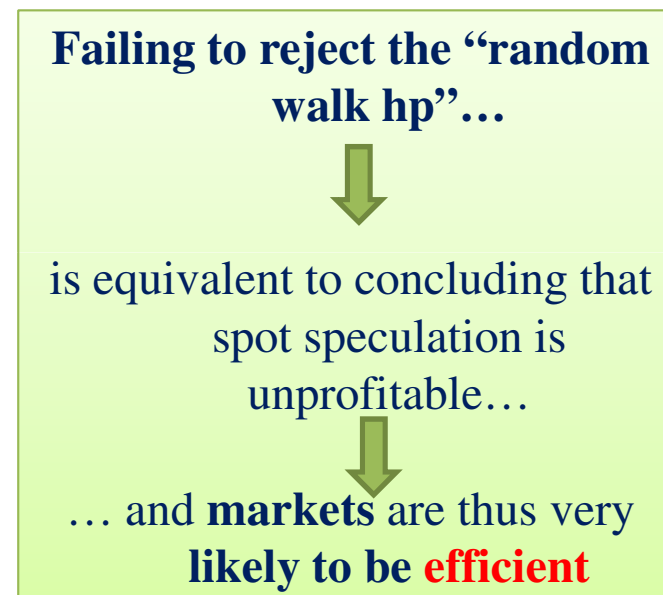 Failing to reject the “random
walk hp”…
is equivalent to concluding that
spot speculation is
unprofitable…
… and markets are thus very
likely to be efficient